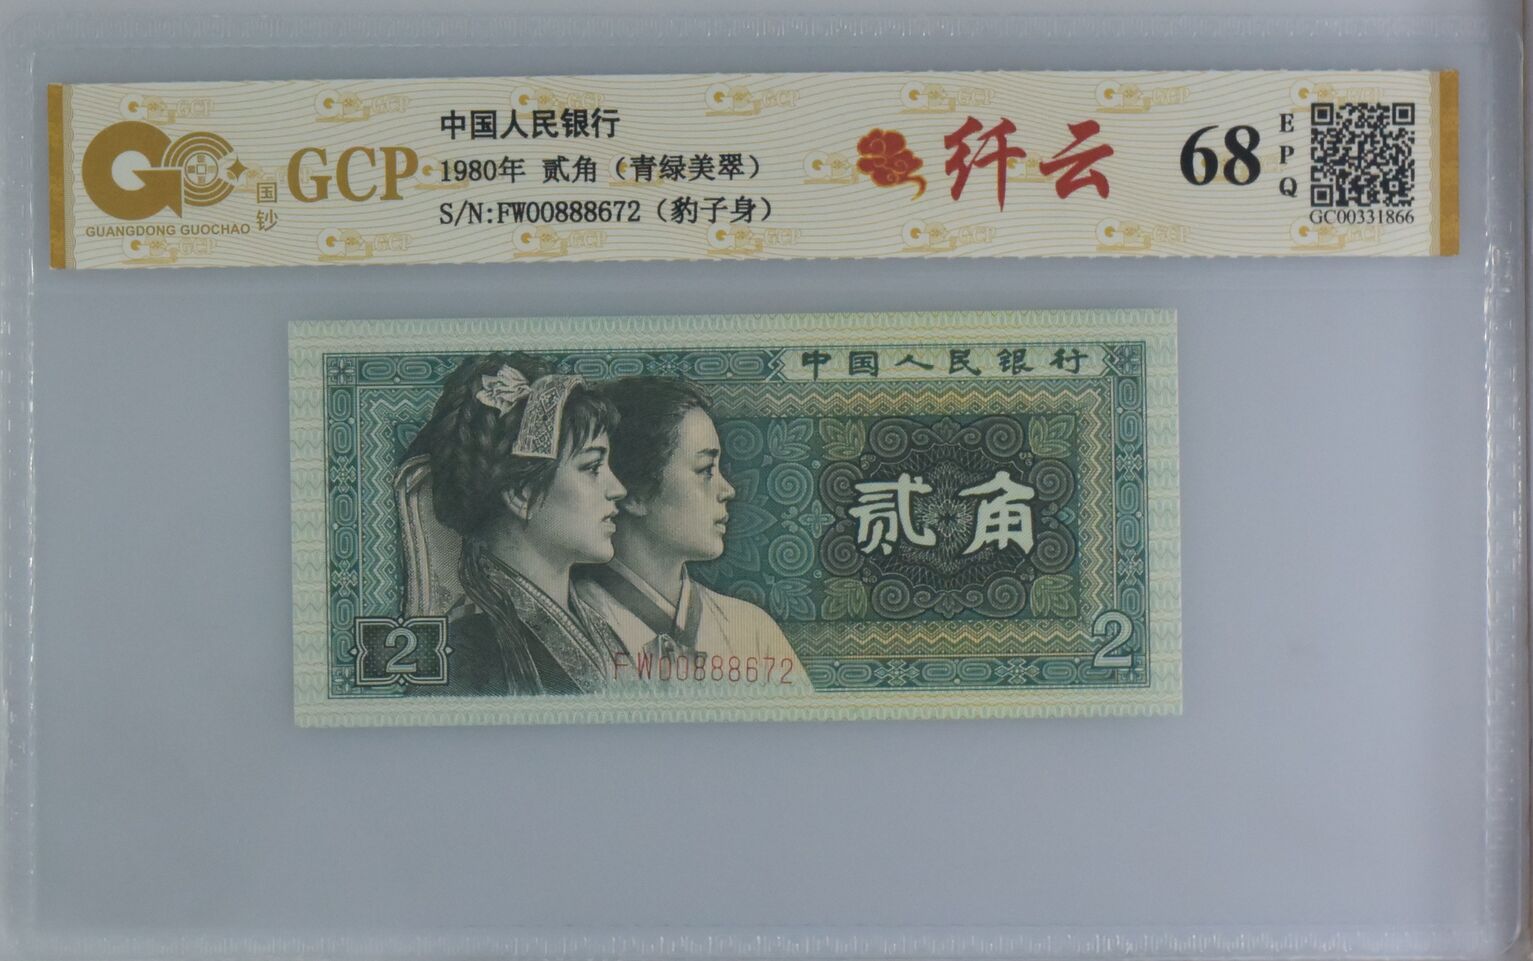 GCP
国钞
GUANGDONG GUOCHAO
中国人民银行
1980年 贰角（青绿美翠）
S/N:FW00888672（豹子身）
纤云
68
EPQ
GC00331866
中国人民银行
贰角
2
2
FW00888672